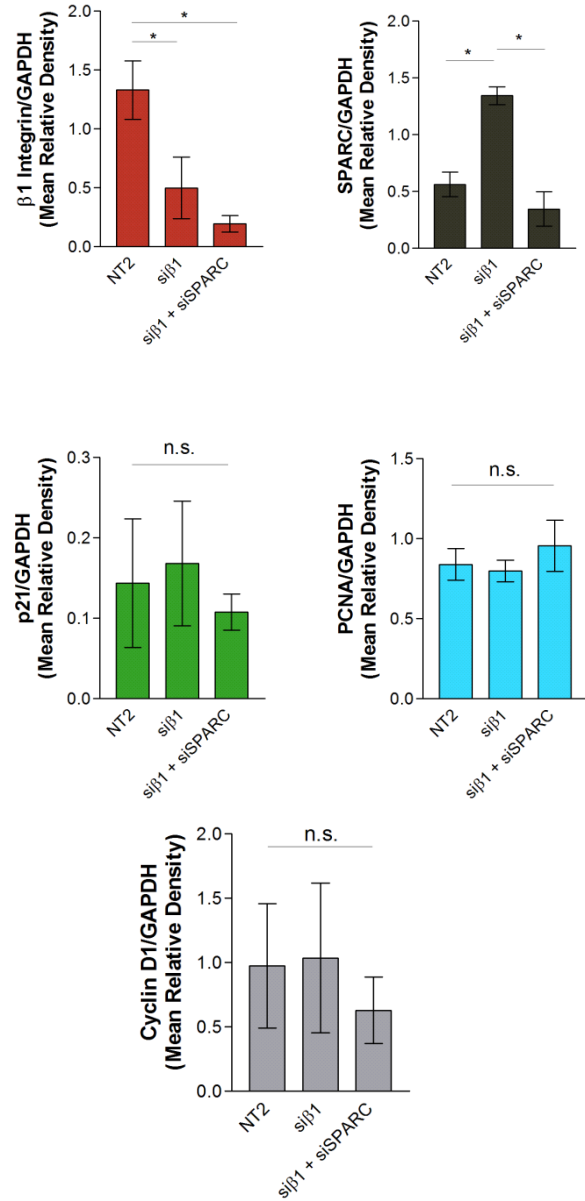 β1 Integrin/GAPDH
(Mean Relative Density)
2.0
1.5
1.0
0.5
0.0
*
*
NT2
siβ1
siβ1 + siSPARC
SPARC/GAPDH
(Mean Relative Density)
2.0
1.5
1.0
0.5
0.0
*
*
NT2
siβ1
siβ1 + siSPARC
p21/GAPDH
(Mean Relative Density)
0.3
0.2
0.1
0.0
n.s.
NT2
siβ1
siβ1 + siSPARC
PCNA/GAPDH
(Mean Relative Density)
1.5
1.0
0.5
0.0
n.s.
NT2
siβ1
siβ1 + siSPARC
Cyclin D1/GAPDH
(Mean Relative Density)
2.0
1.5
1.0
0.5
0.0
n.s.
NT2
siβ1
siβ1 + siSPARC